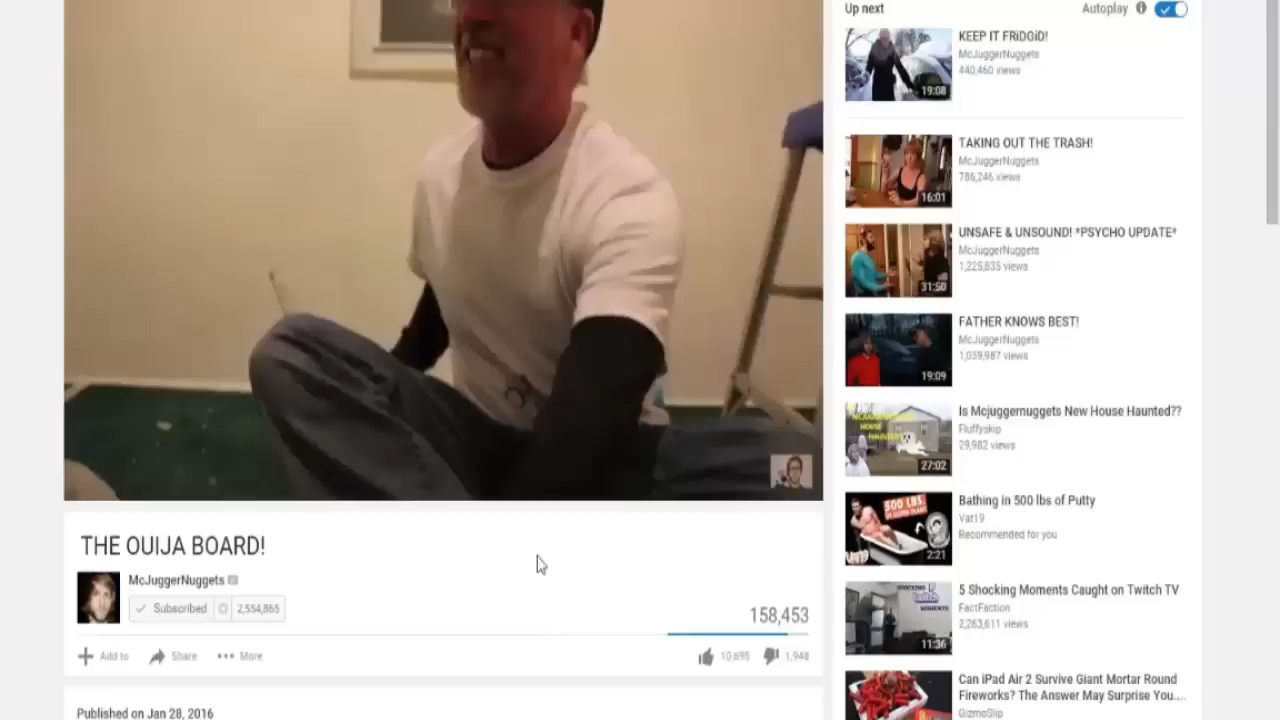 Up next
Autoplay
KEEP IT FRiDGiD!
McJuggerNuggets
440,460 views
19:08
TAKING OUT THE TRASH!
McJuggerNuggets
786,246 views
16:01
UNSAFE & UNSOUND! *PSYCHO UPDATE*
McJuggerNuggets
1,225,835 views
31:50
FATHER KNOWS BEST!
McJuggerNuggets
1,039,987 views
19:09
Is Mcjuggernuggets New House Haunted??
Fluffyskip
29,982 views
HOUSE
27:02
Bathing in 500 lbs of Putty
Vat19
Recommended for you
500 LBS.
2:21
5 Shocking Moments Caught on Twitch TV
FactFaction
2,263,611 views
11:36
Can iPad Air 2 Survive Giant Mortar Round
Fireworks? The Answer May Surprise You....
GizmoSlip
THE OUIJA BOARD!
McJuggerNuggets
Subscribed 2,554,865
158,453
Add to Share More
10,695 1,948
Published on Jan 28, 2016